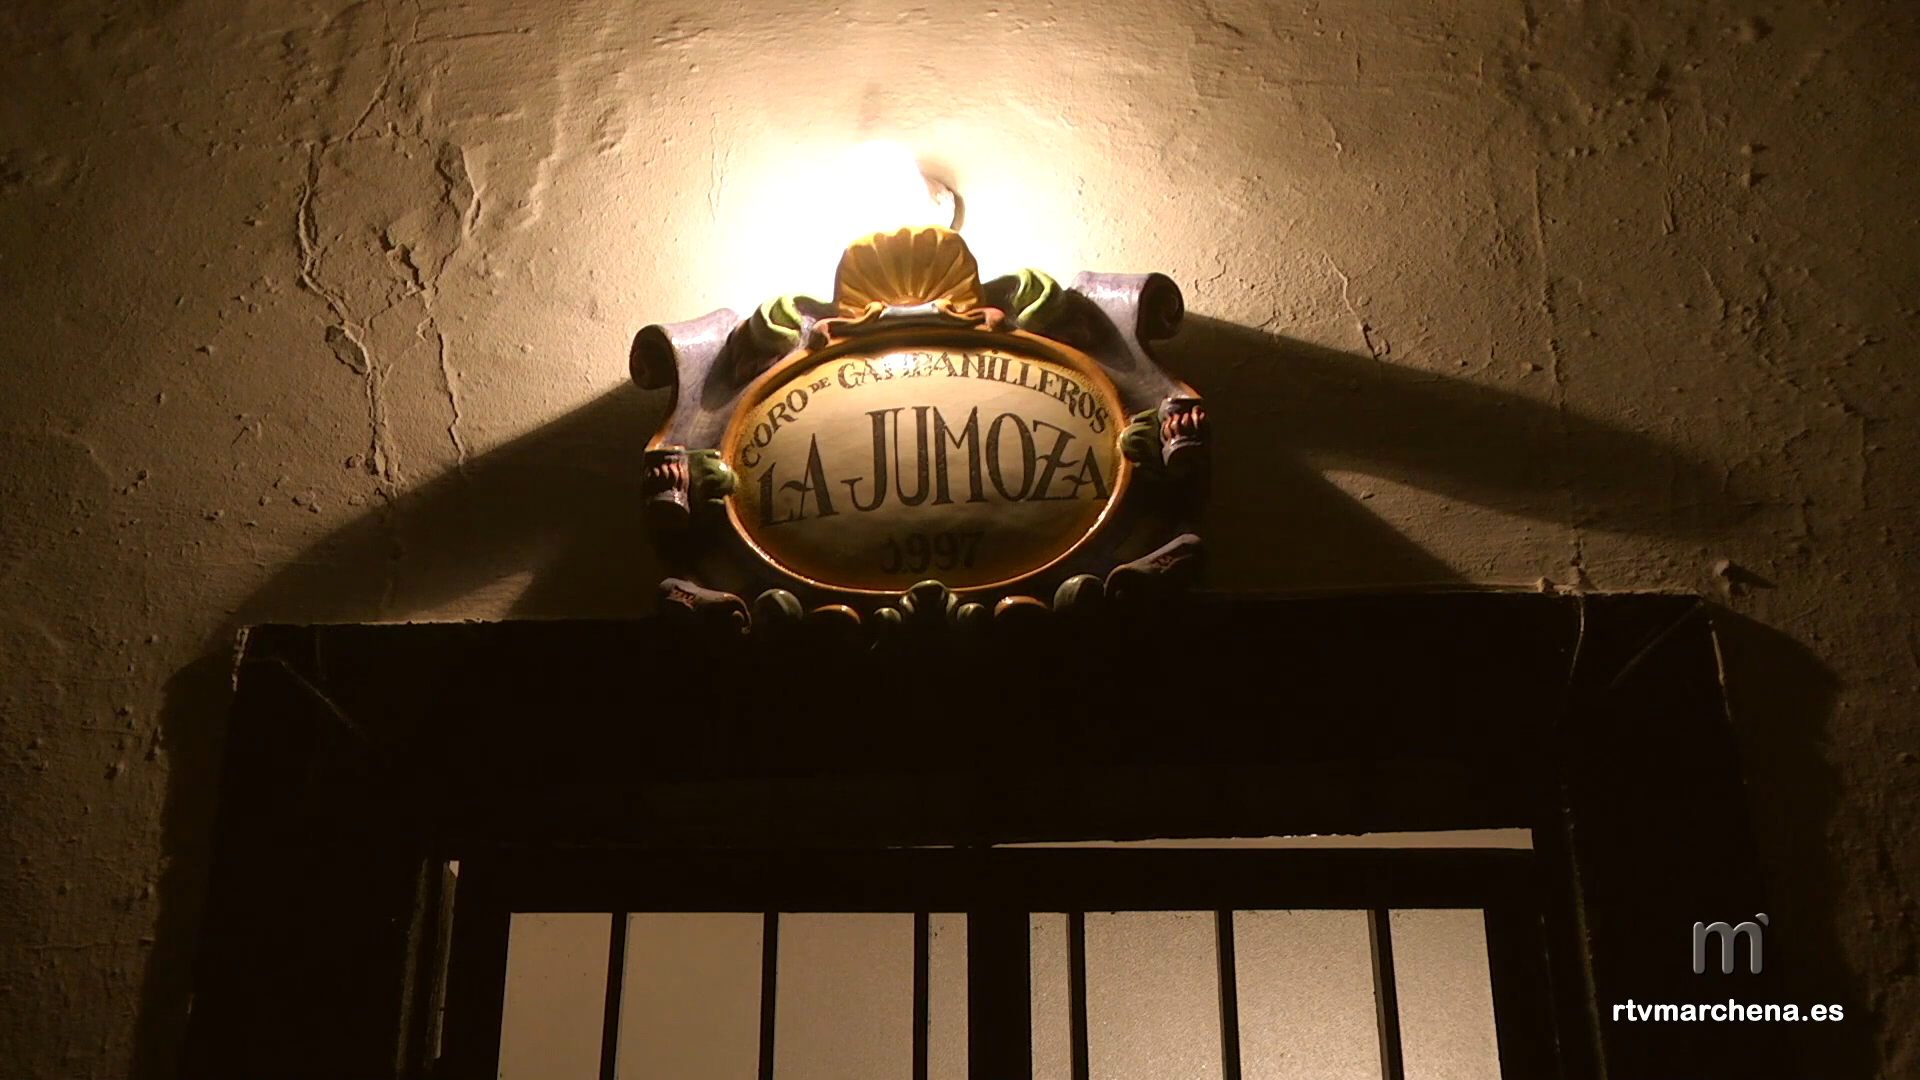 CORO DE CAMPANILLEROS
LA JUMOZA
1997
m
rtvmarchena.es